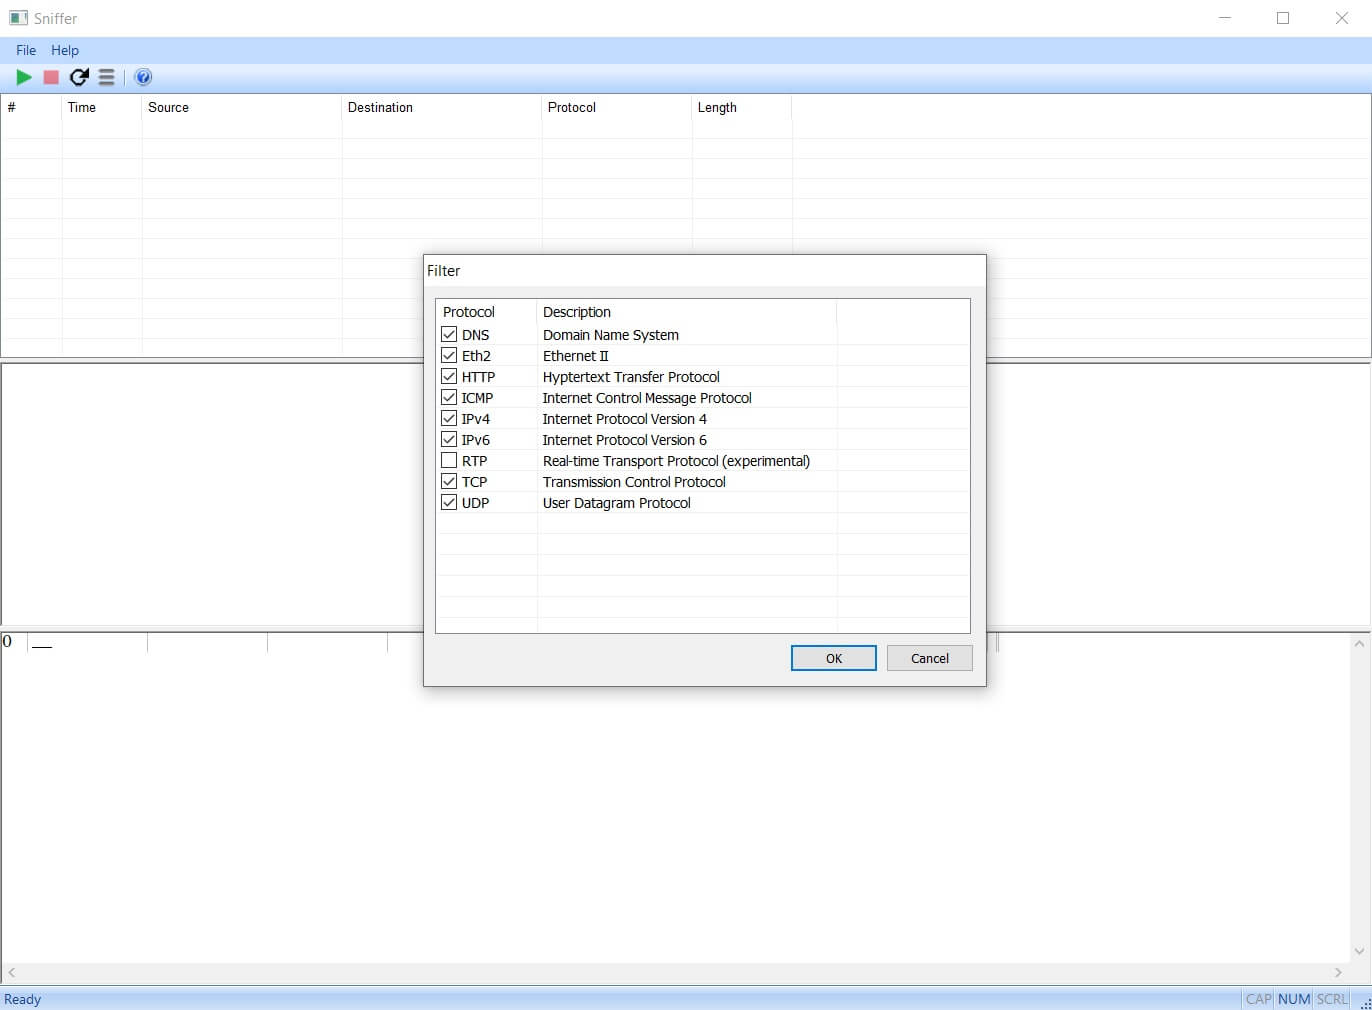 Sniffer
File Help
# Time Source Destination Protocol Length
Filter
Protocol Description
DNS Domain Name System
Eth2 Ethernet II
HTTP Hyptertext Transfer Protocol
ICMP Internet Control Message Protocol
IPv4 Internet Protocol Version 4
IPv6 Internet Protocol Version 6
RTP Real-time Transport Protocol (experimental)
TCP Transmission Control Protocol
UDP User Datagram Protocol
0 __
OK Cancel
Ready CAP NUM SCRL